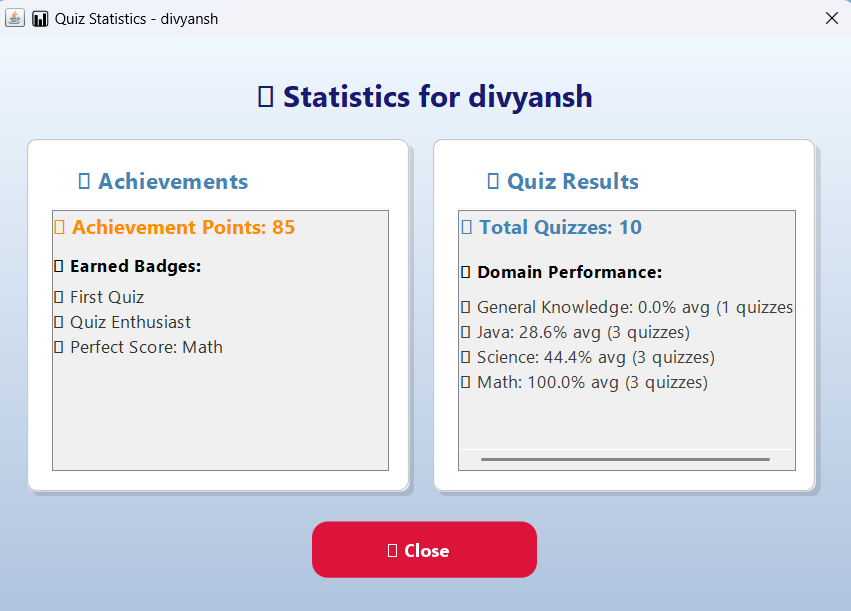 Quiz Statistics - divyansh
Statistics for divyansh
Achievements
Achievement Points: 85
Earned Badges:
First Quiz
Quiz Enthusiast
Perfect Score: Math
Quiz Results
Total Quizzes: 10
Domain Performance:
General Knowledge: 0.0% avg (1 quizzes
Java: 28.6% avg (3 quizzes)
Science: 44.4% avg (3 quizzes)
Math: 100.0% avg (3 quizzes)
Close